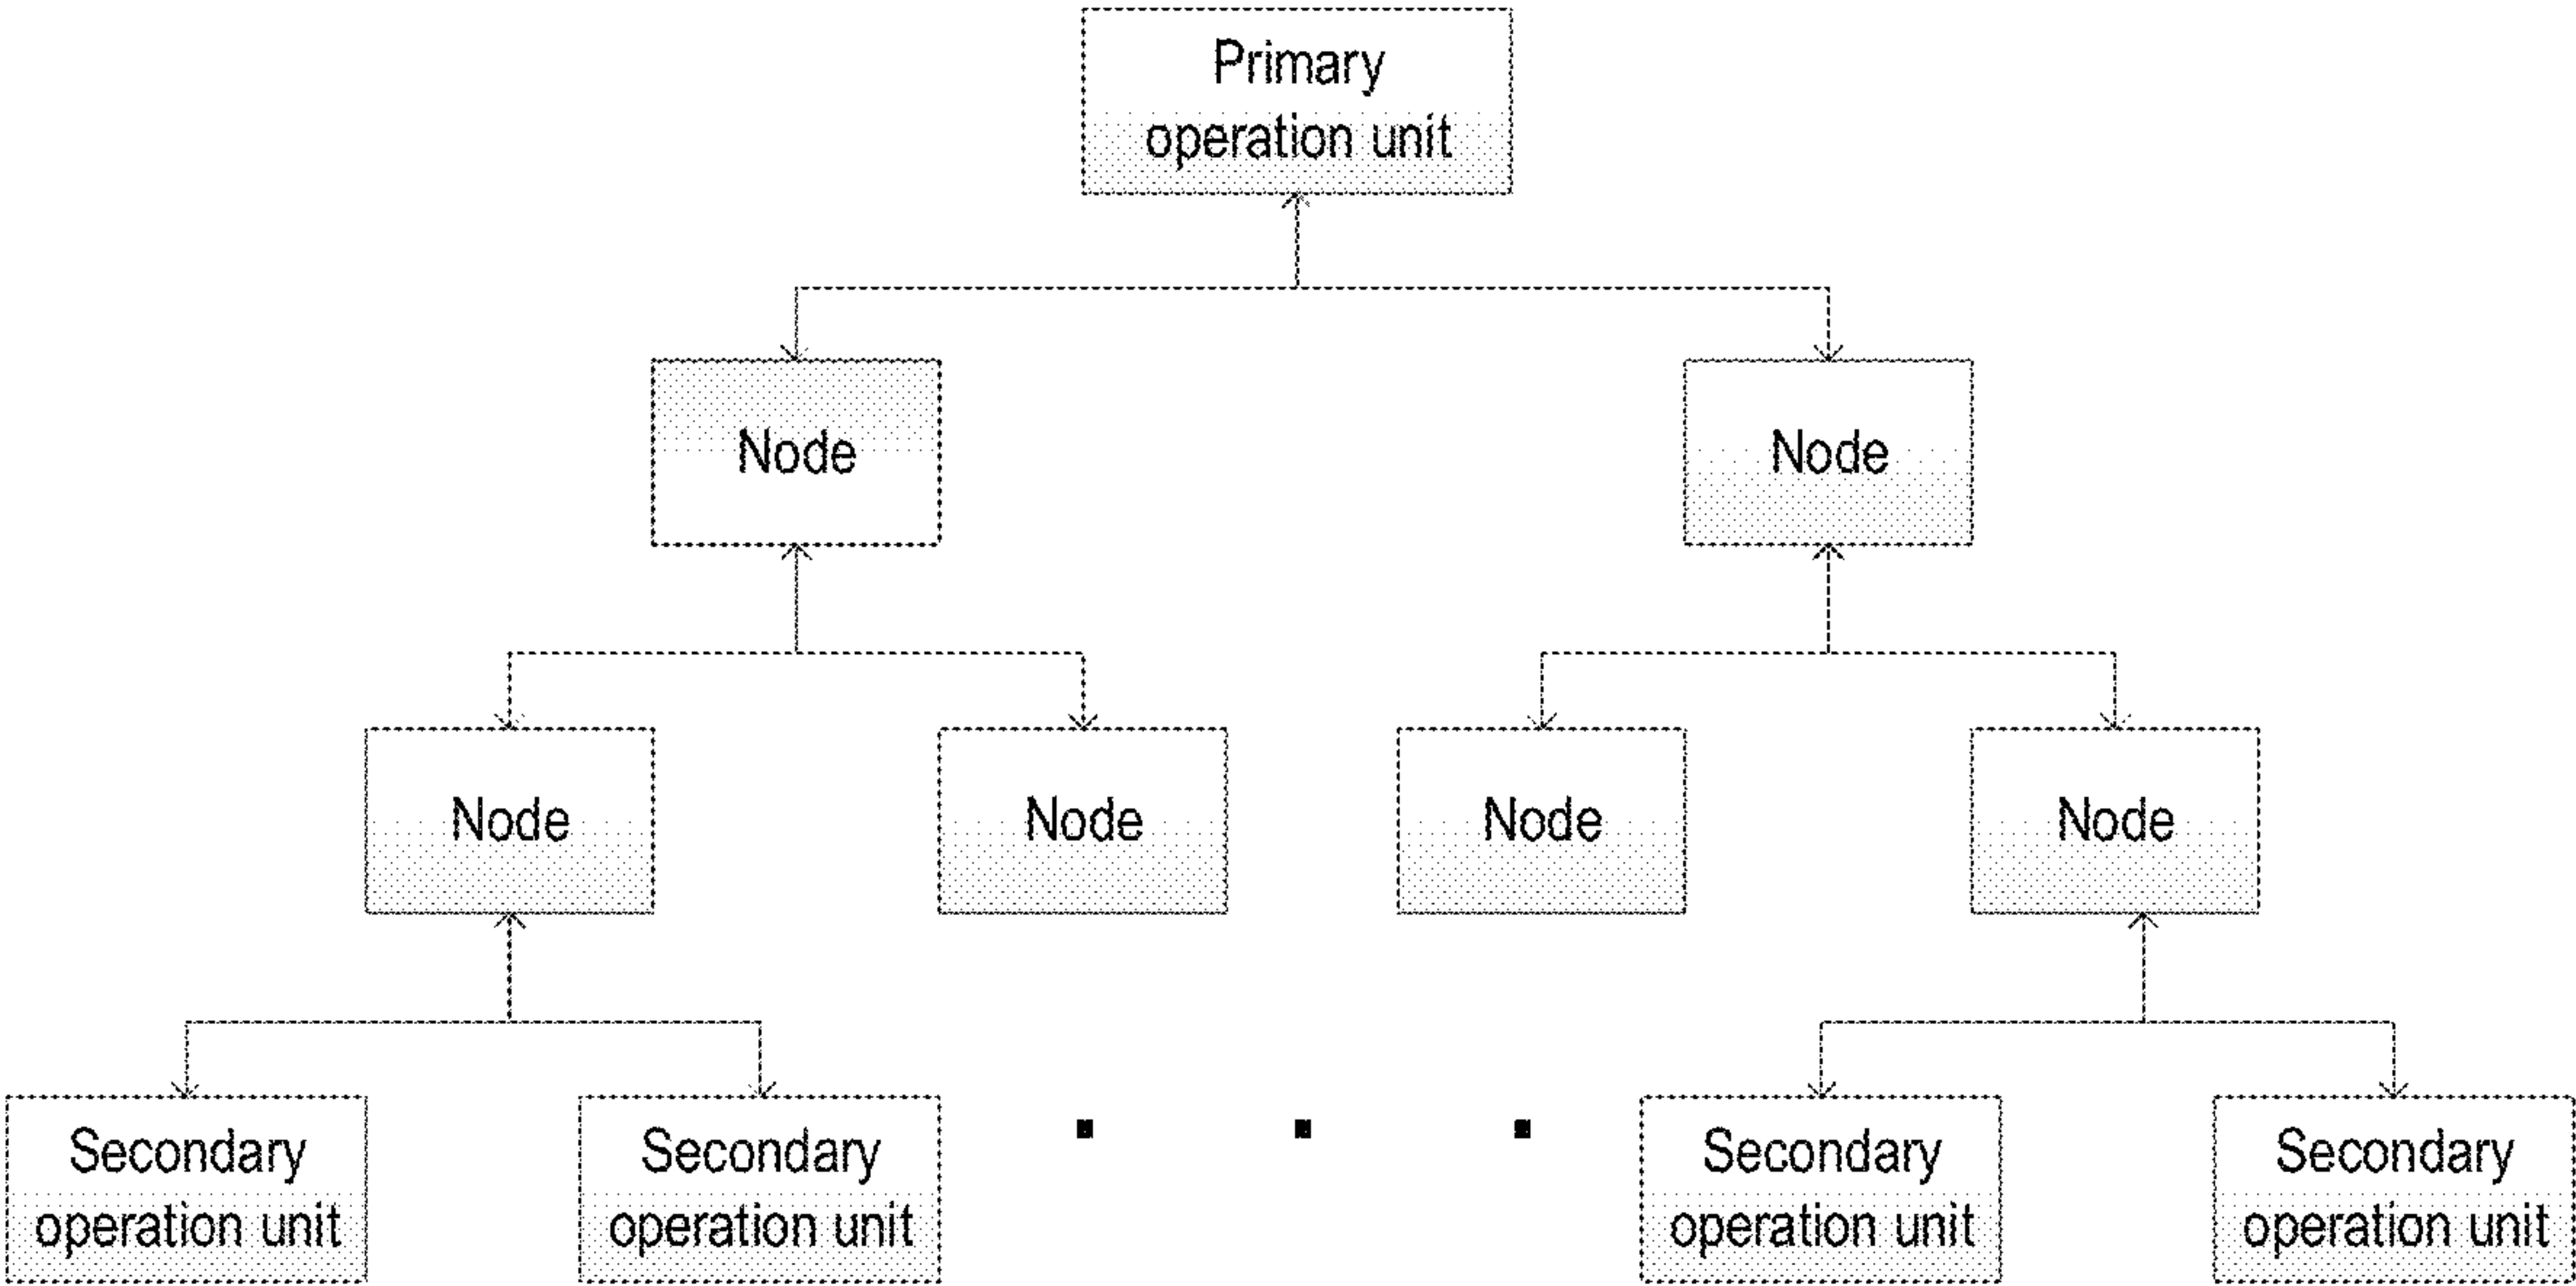 Primary
operation unit
Node
Node
Node
Node
Node
Node
Secondary
operation unit
Secondary
operation unit
Secondary
operation unit
Secondary
operation unit